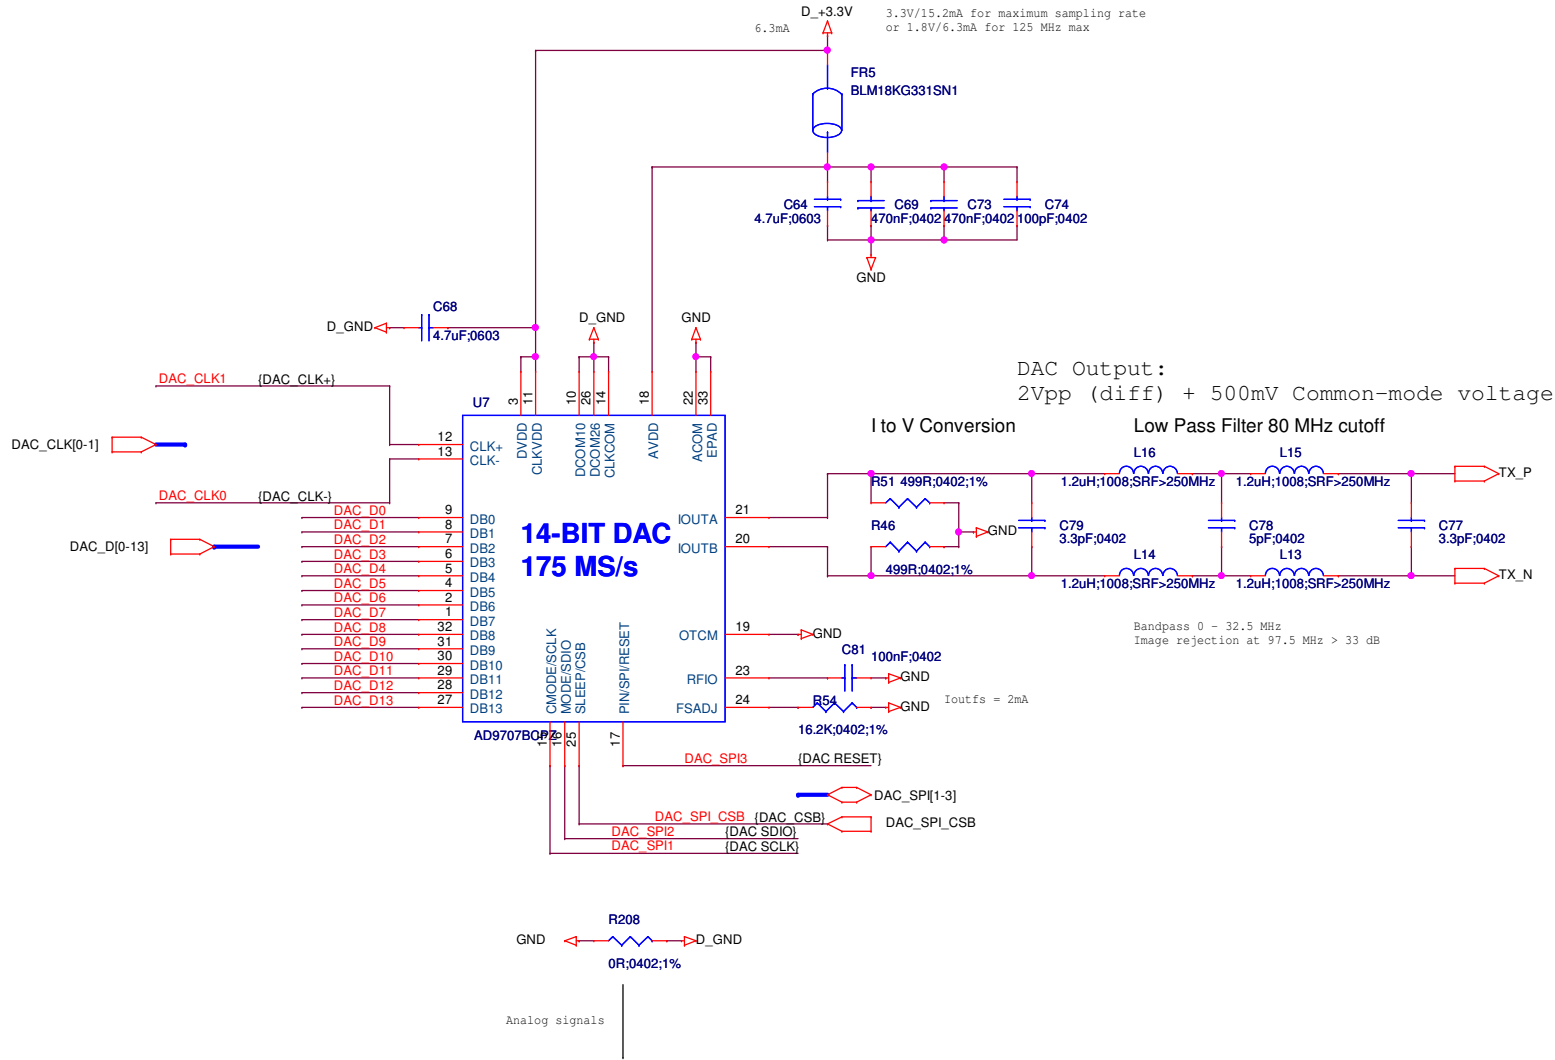 D_+3.3V
3.3V/15.2mA for maximum sampling rate
6.3mA
or 1.8V/6.3mA for 125 MHz max
FR5
BLM18KG331SN1
C64
C69
C73
C74
4.7uF;0603
470nF;0402
470nF;0402
100pF;0402
GND
C68
D_GND
4.7uF;0603
D_GND
GND
DAC Output:
2Vpp (diff) + 500mV Common-mode voltage
DAC_CLK1
{DAC_CLK+}
U7
3
11
10
26
14
18
22
33
I to V Conversion
Low Pass Filter 80 MHz cutoff
DAC_CLK[0-1]
12
CLK+
13
CLK-
DVDD
CLKVDD
DCOM10
DCOM26
CLKCOM
AVDD
ACOM
EPAD
L16
L15
TX_P
R51 499R;0402;1%
1.2uH;1008;SRF>250MHz
1.2uH;1008;SRF>250MHz
DAC_CLK0
{DAC_CLK-}
DAC_D0
9
DB0
DAC_D1
8
DB1
DAC_D2
7
DB2
DAC_D3
6
DB3
DAC_D4
5
DB4
DAC_D5
4
DB5
DAC_D6
2
DB6
DAC_D7
1
DB7
DAC_D8
32
DB8
DAC_D9
31
DB9
DAC_D10
30
DB10
DAC_D11
29
DB11
DAC_D12
28
DB12
DAC_D13
27
DB13
DAC_D[0-13]
14-BIT DAC
175 MS/s
IOUTA
21
IOUTB
20
R46
GND
499R;0402;1%
C79
3.3pF;0402
C78
5pF;0402
C77
3.3pF;0402
L14
L13
TX_N
1.2uH;1008;SRF>250MHz
1.2uH;1008;SRF>250MHz
Bandpass 0 - 32.5 MHz
Image rejection at 97.5 MHz > 33 dB
OTCM
19
GND
C81
100nF;0402
RFIO
23
GND
FSADJ
24
R54
GND
Ioutfs = 2mA
16.2K;0402;1%
CMODE/SCLK
MODE/SDIO
SLEEP/CSB
PIN/SPI/RESET
AD9707BCPZ
15
16
25
17
DAC_SPI3
{DAC RESET}
DAC_SPI[1-3]
DAC_SPI_CSB
{DAC_CSB}
DAC_SPI_CSB
DAC_SPI2
{DAC SDIO}
DAC_SPI1
{DAC SCLK}
R208
GND
D_GND
0R;0402;1%
Analog signals